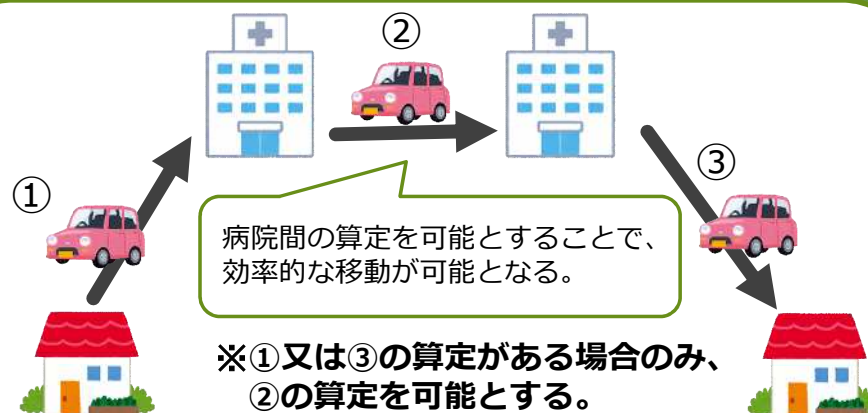 ②
①
③
病院間の算定を可能とすることで、
効率的な移動が可能となる。
※①又は③の算定がある場合のみ、
②の算定を可能とする。